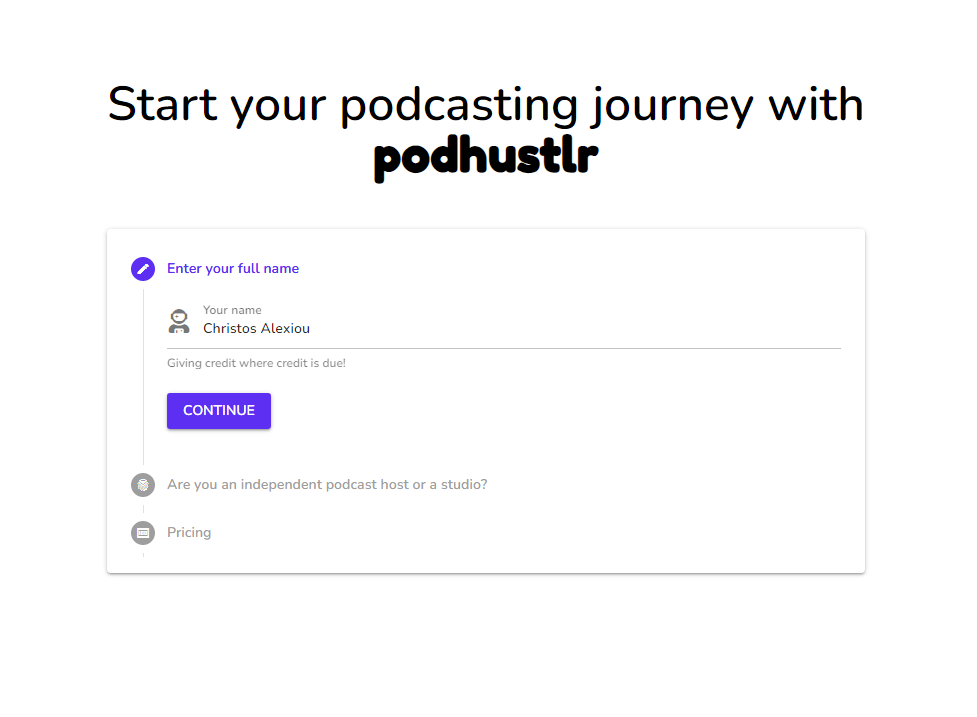 Start your podcasting journey with
podhustlr
Enter your full name
Your name
Christos Alexiou
Giving credit where credit is due!
CONTINUE
Are you an independent podcast host or a studio?
Pricing